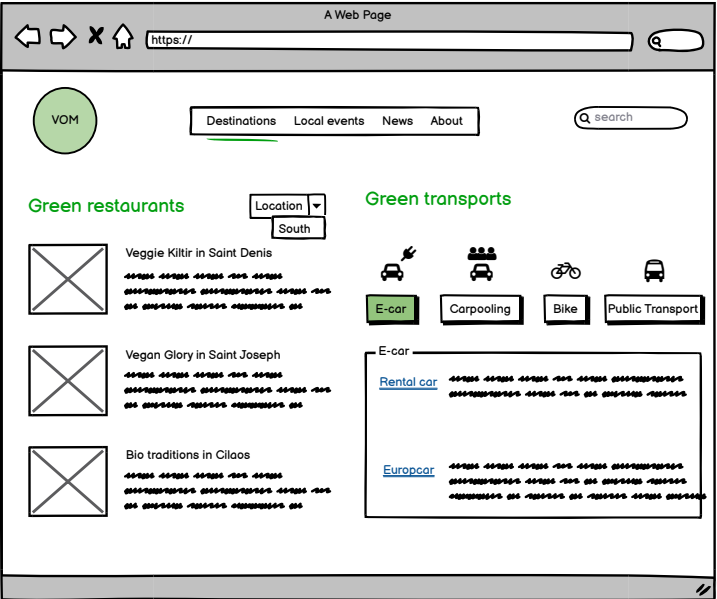 A Web Page
https://
VOM
Destinations Local events News About
search
Green restaurants
Location
South
Veggie Kiltir in Saint Denis
Vegan Glory in Saint Joseph
Bio traditions in Cilaos
Green transports
E-car Carpooling Bike Public Transport
E-car
Rental car
Europcar